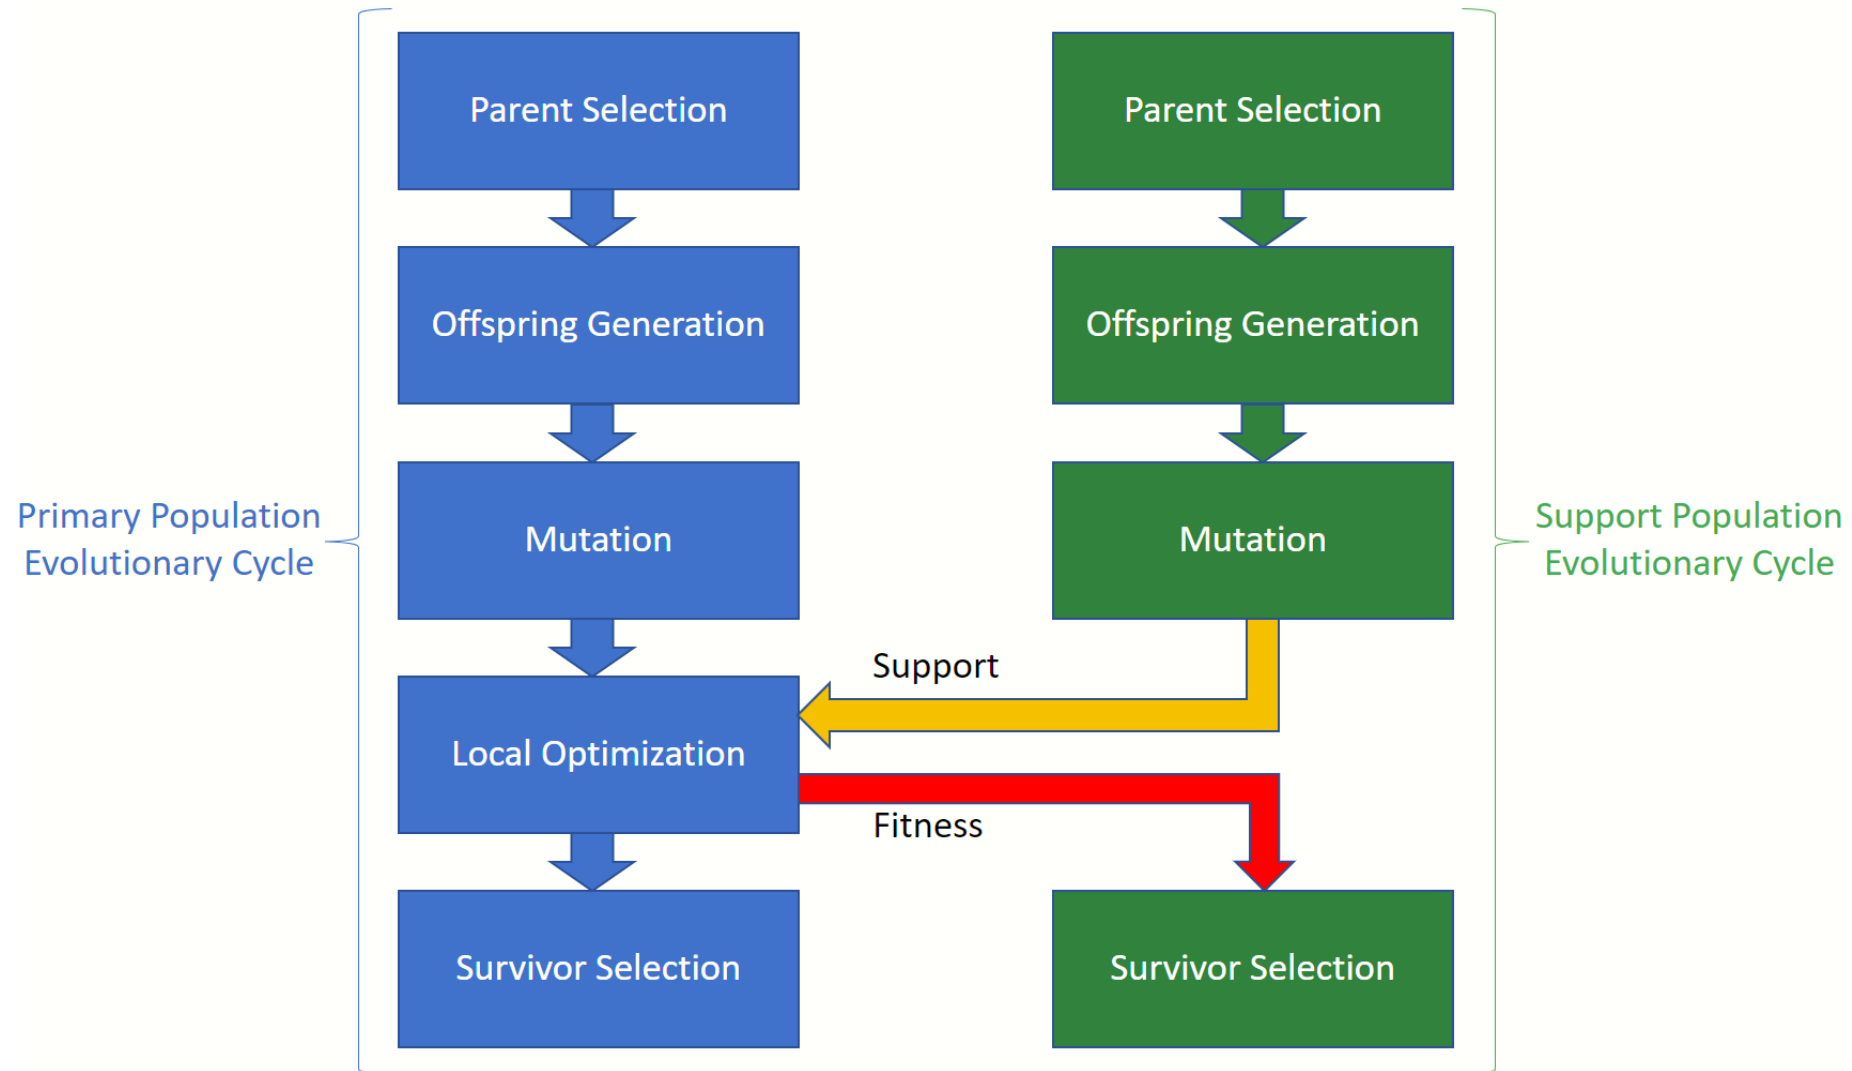 Parent Selection
Parent Selection
Offspring Generation
Offspring Generation
Primary Population
Evolutionary Cycle
Mutation
Mutation
Support Population
Evolutionary Cycle
Support
Local Optimization
Fitness
Survivor Selection
Survivor Selection